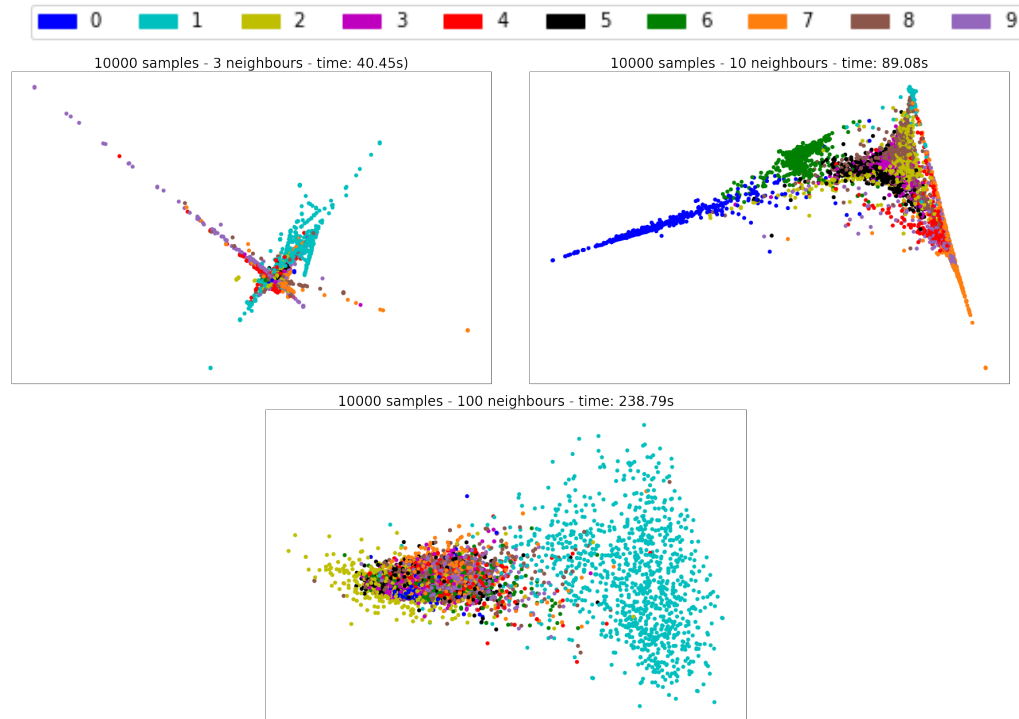 0 1 2 3 4 5 6 7 8 9
10000 samples - 3 neighbours - time: 40.45s)
10000 samples - 10 neighbours - time: 89.08s
10000 samples - 100 neighbours - time: 238.79s